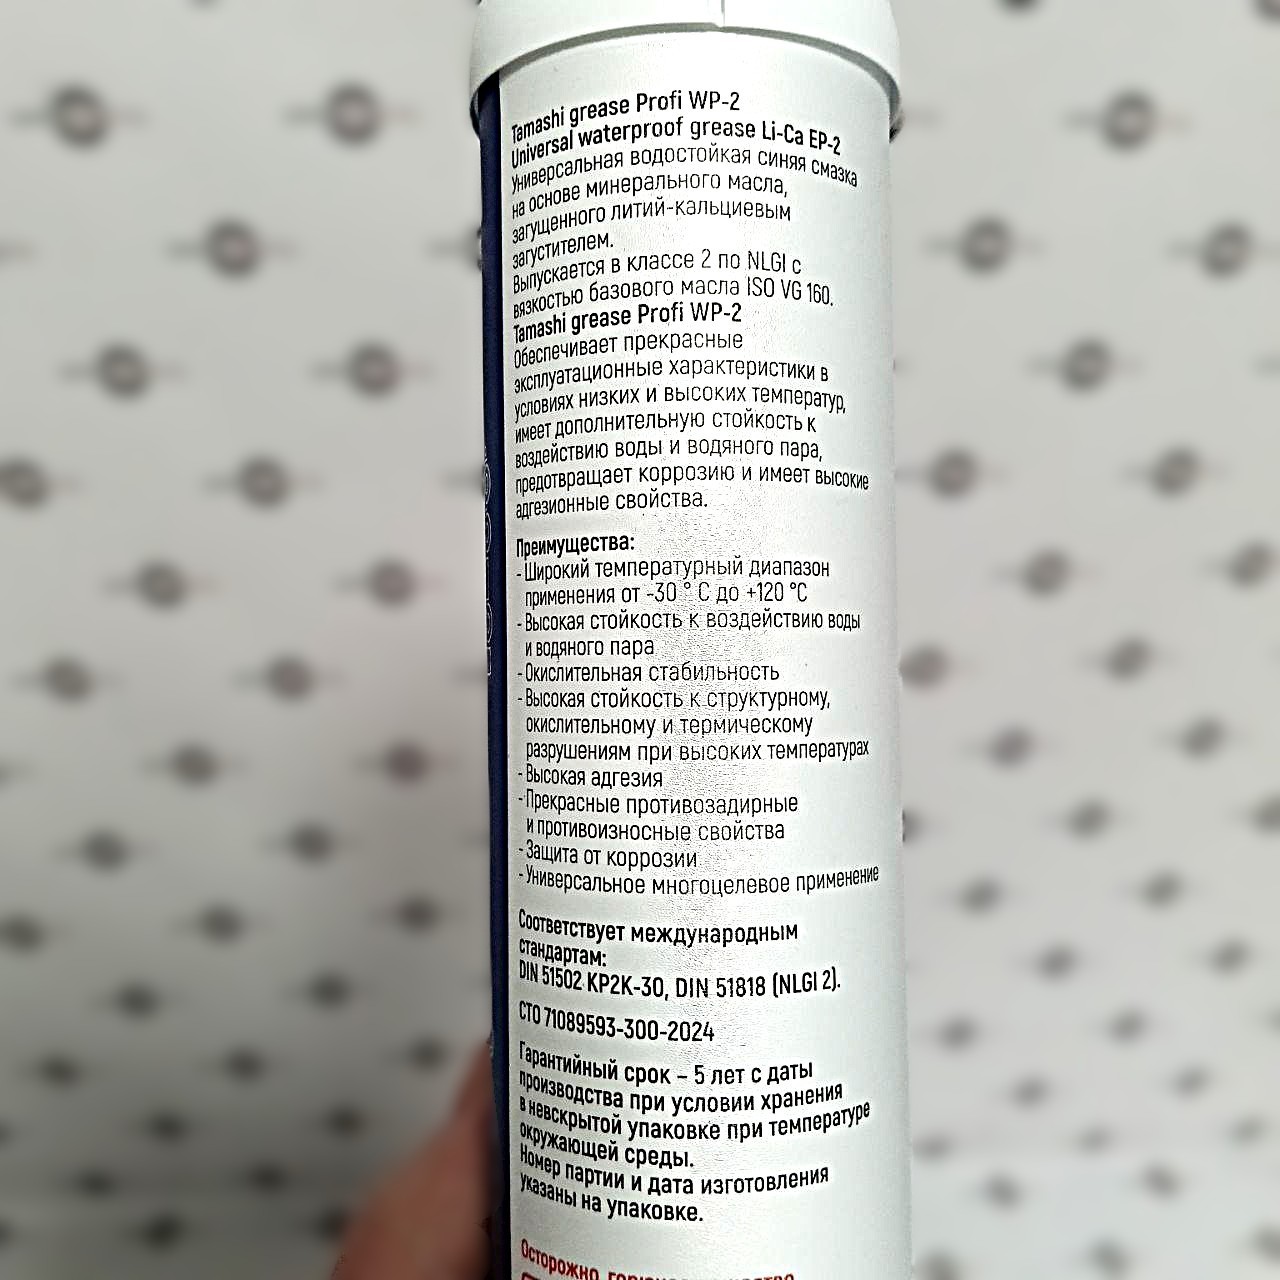 Tamashi grease Profi WP-2
Universal waterproof grease Li-Ca EP-2
Универсальная водостойкая синяя смазка
на основе минерального масла,
загущенного литий-кальциевым
загустителем.
Выпускается в классе 2 по NLGI с
вязкостью базового масла ISO VG 160.
Tamashi grease Profi WP-2
Обеспечивает прекрасные
эксплуатационные характеристики в
условиях низких и высоких температур,
имеет дополнительную стойкость к
воздействию воды и водяного пара,
предотвращает коррозию и имеет высокие
адгезионные свойства.
Преимущества:
- Широкий температурный диапазон
применения от -30 ° С до +120 °С
- Высокая стойкость к воздействию воды
и водяного пара
- Окислительная стабильность
- Высокая стойкость к структурному,
окислительному и термическому
разрушениям при высоких температурах
- Высокая адгезия
- Прекрасные противозадирные
и противоизносные свойства
- Защита от коррозии
- Универсальное многоцелевое применение
Соответствует международным
стандартам:
DIN 51502 KP2K-30, DIN 51818 (NLGI 2).
СТО 71089593-300-2024
Гарантийный срок – 5 лет с даты
производства при условии хранения
в невскрытой упаковке при температуре
окружающей среды.
Номер партии и дата изготовления
указаны на упаковке.
Осторожно,